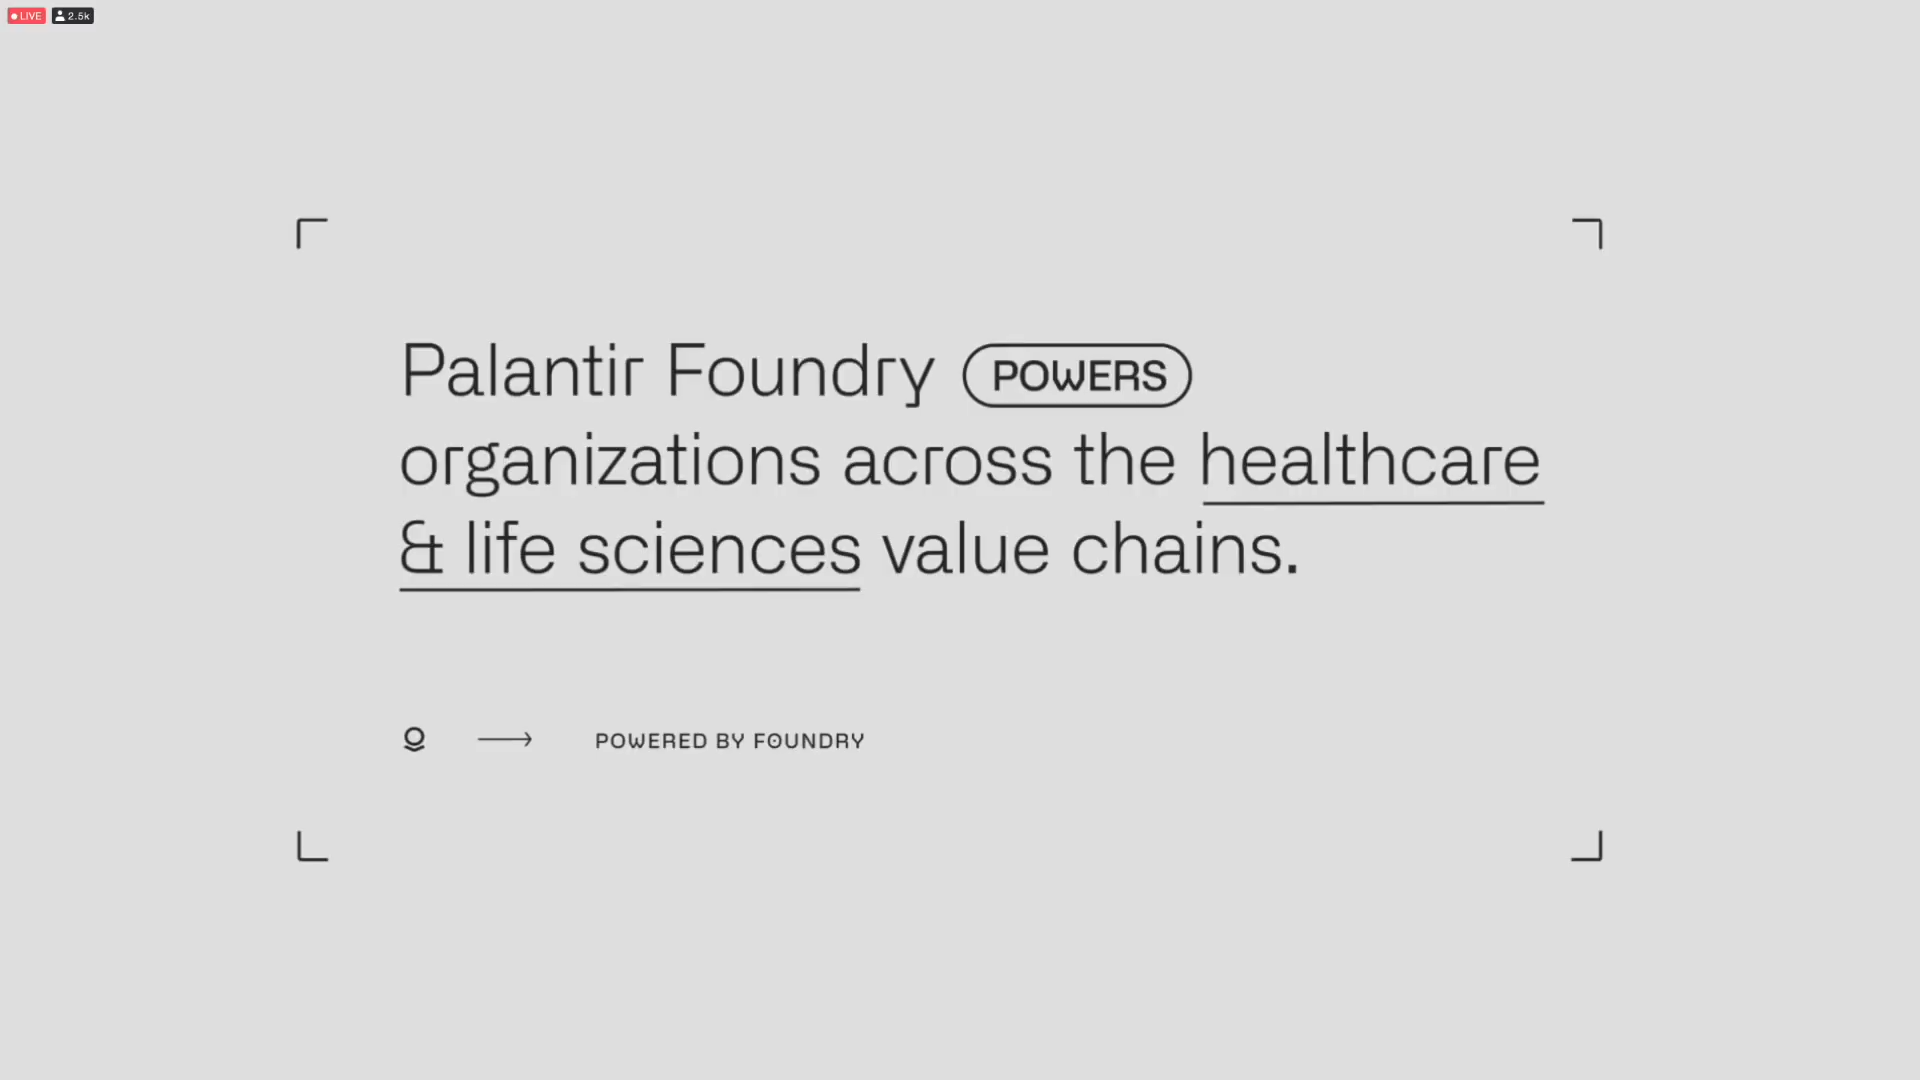 LIVE 2.5k
Palantir Foundry POWERS
organizations across the healthcare
& life sciences value chains.
POWERED BY FOUNDRY